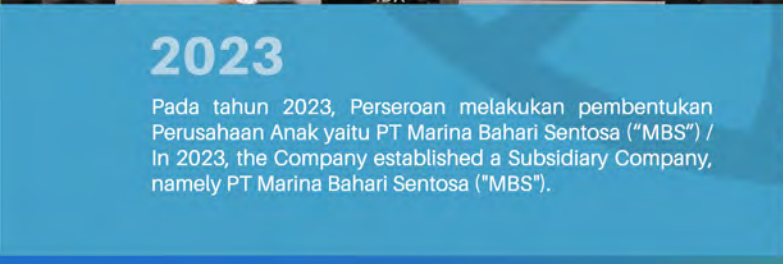 2023
Pada tahun 2023, Perseroan melakukan pembentukan
Perusahaan Anak yaitu PT Marina Bahari Sentosa (“MBS”) /
In 2023, the Company established a Subsidiary Company,
namely PT Marina Bahari Sentosa ("MBS").